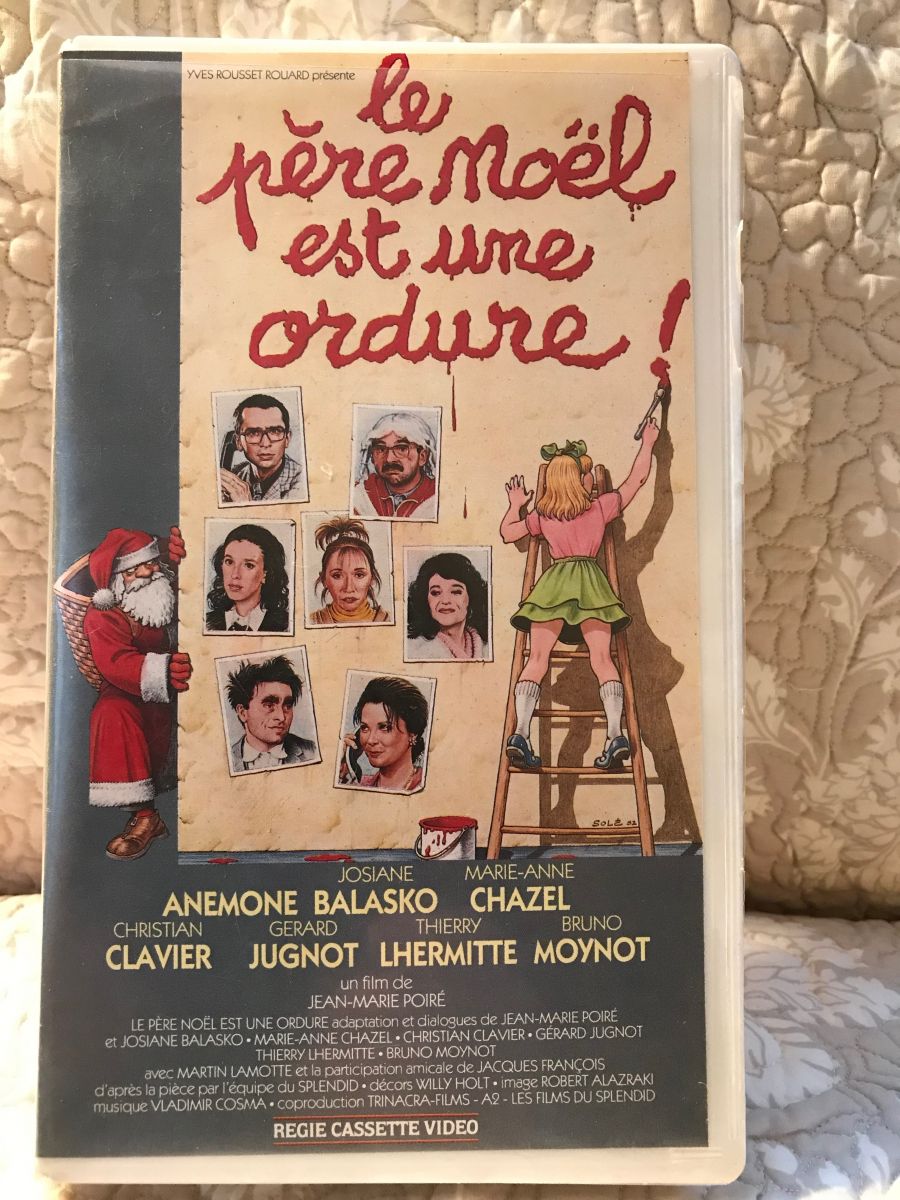 YVES ROUSSET ROUARD présente
le
père Noël
est une
ordure !
SOLÉ 82
JOSIANE MARIE-ANNE
ANEMONE BALASKO CHAZEL
CHRISTIAN GERARD THIERRY BRUNO
CLAVIER JUGNOT LHERMITTE MOYNOT
un film de
JEAN-MARIE POIRÉ
LE PÈRE NOËL EST UNE ORDURE adaptation et dialogues de JEAN-MARIE POIRÉ
et JOSIANE BALASKO • MARIE-ANNE CHAZEL • CHRISTIAN CLAVIER • GÉRARD JUGNOT
THIERRY LHERMITTE • BRUNO MOYNOT
avec MARTIN LAMOTTE et la participation amicale de JACQUES FRANÇOIS
d'après la pièce par l'équipe du SPLENDID • décors WILLY HOLT • image ROBERT ALAZRAKI
musique VLADIMIR COSMA • coproduction TRINACRA-FILMS - A2 - LES FILMS DU SPLENDID
REGIE CASSETTE VIDEO